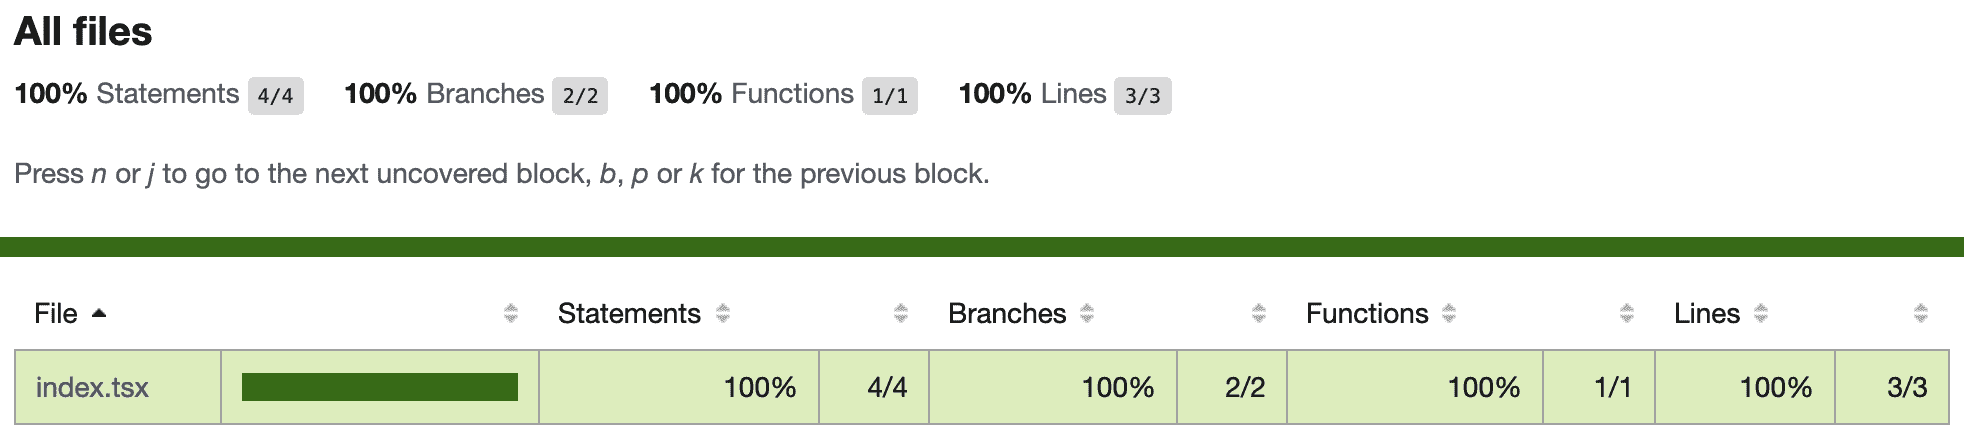 All files
100% Statements 4/4 100% Branches 2/2 100% Functions 1/1 100% Lines 3/3
Press n or j to go to the next uncovered block, b, p or k for the previous block.
File Statements Branches Functions Lines
index.tsx 100% 4/4 100% 2/2 100% 1/1 100% 3/3